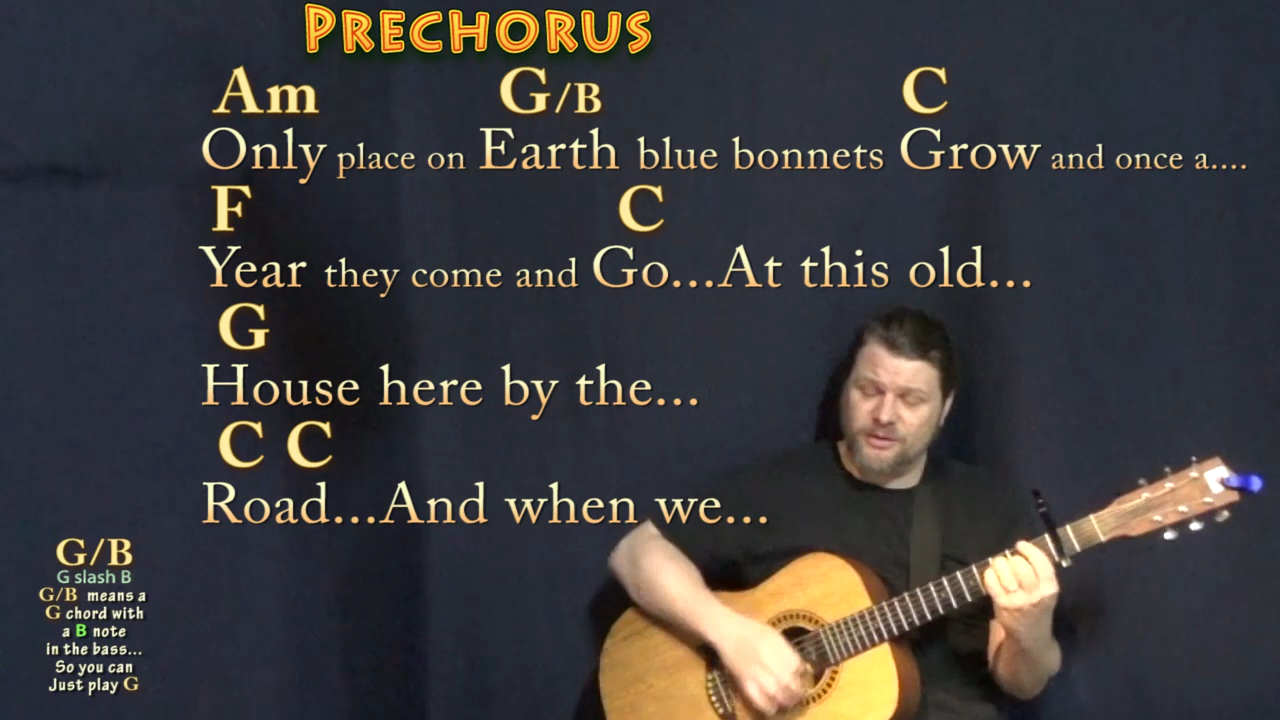 PRECHORUS
Am G/B C
Only place on Earth blue bonnets Grow and once a....
F C
Year they come and Go...At this old...
G
House here by the...
C C
Road...And when we...
G/B
G slash B
G/B means a
G chord with
a B note
in the bass...
So you can
Just play G